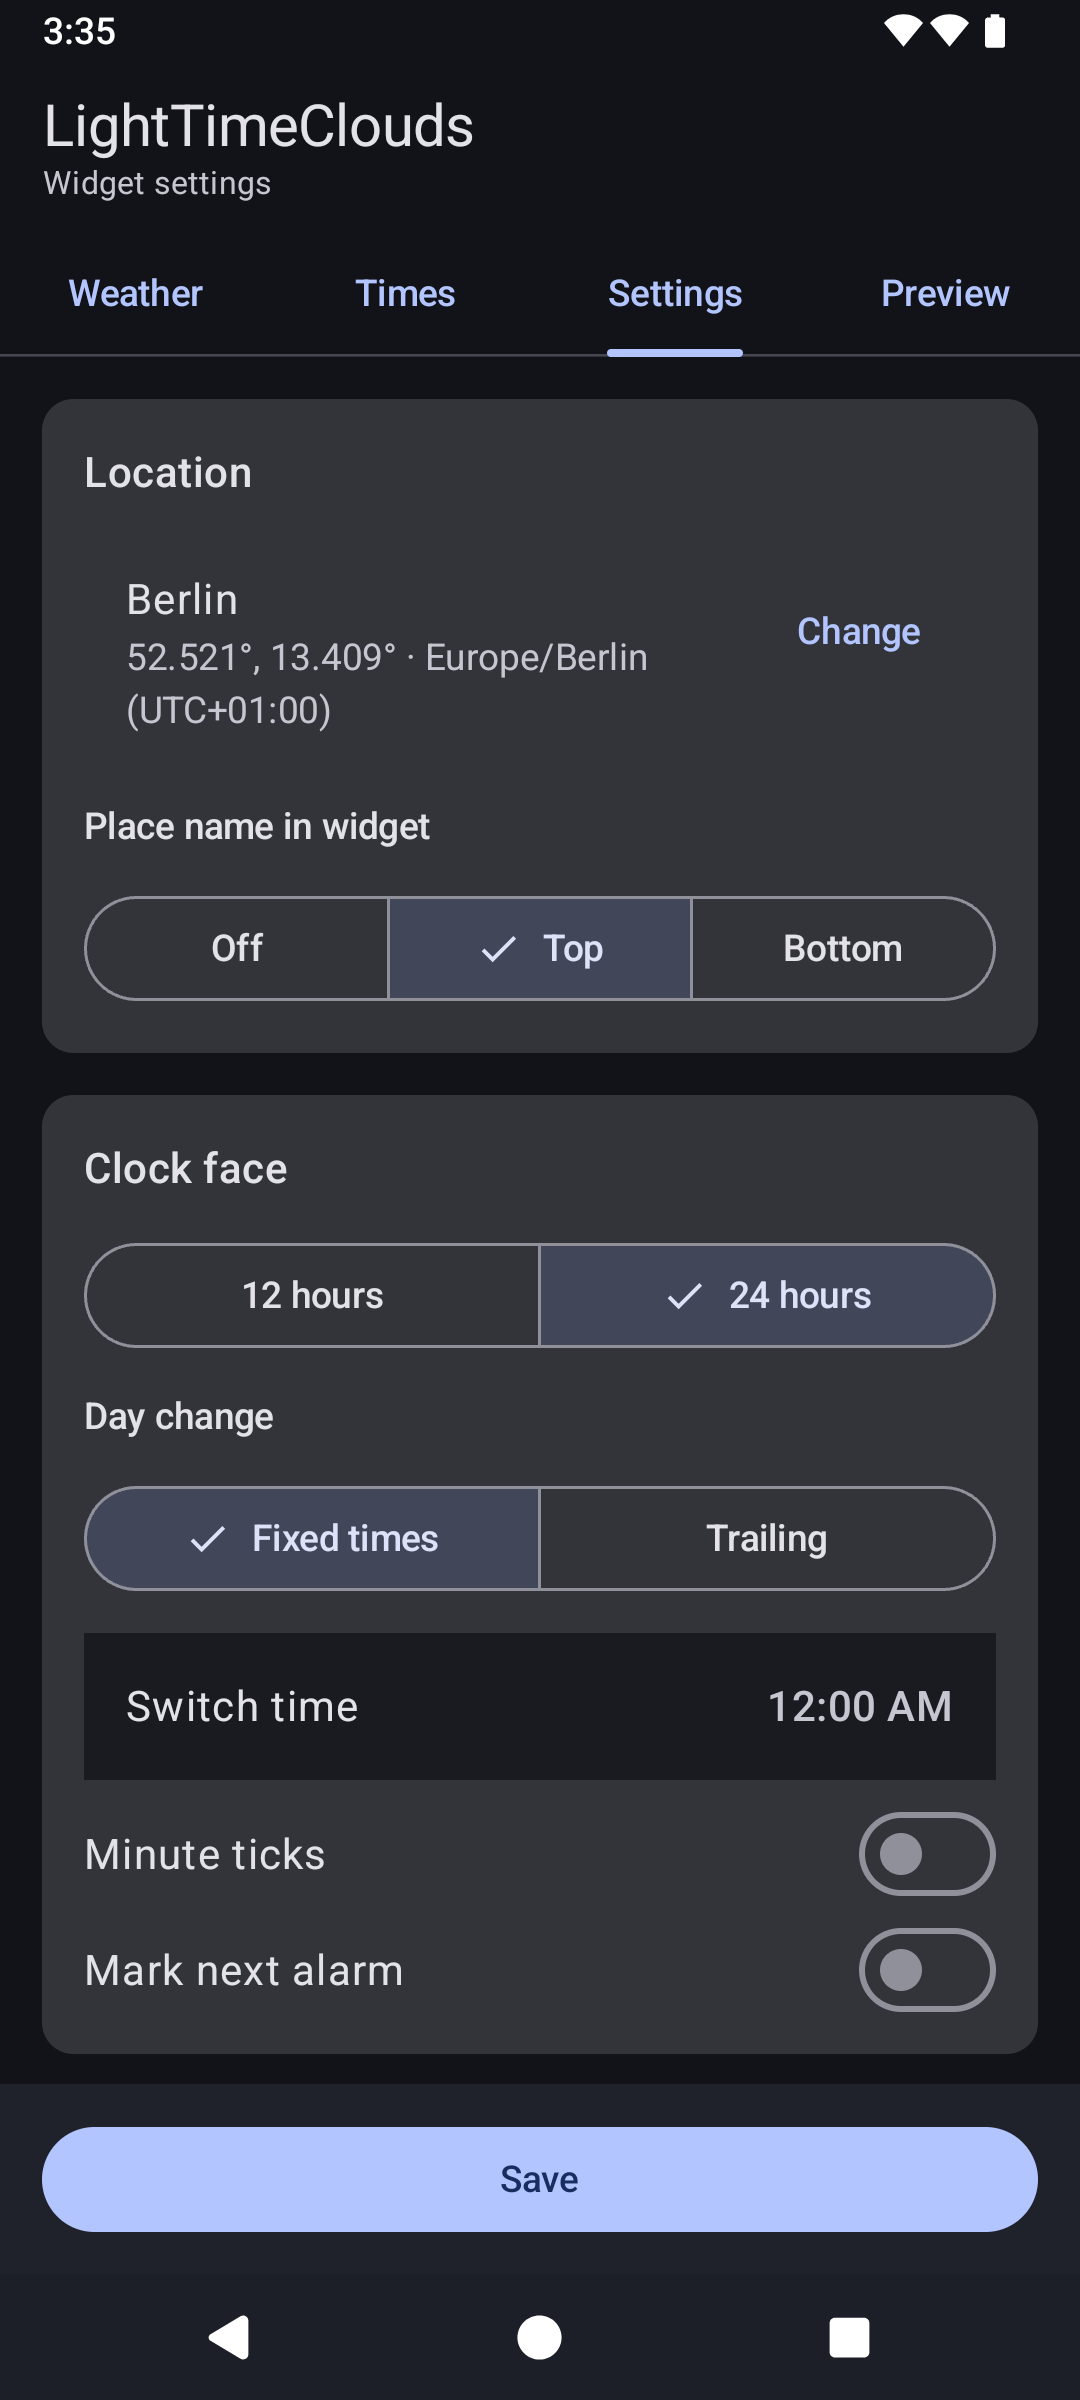 3:35
LightTimeClouds
Widget settings
Weather
Times
Settings
Preview
Location
Berlin
52.521°, 13.409° · Europe/Berlin
(UTC+01:00)
Change
Place name in widget
Off
Top
Bottom
Clock face
12 hours
24 hours
Day change
Fixed times
Trailing
Switch time
12:00 AM
Minute ticks
Mark next alarm
Save